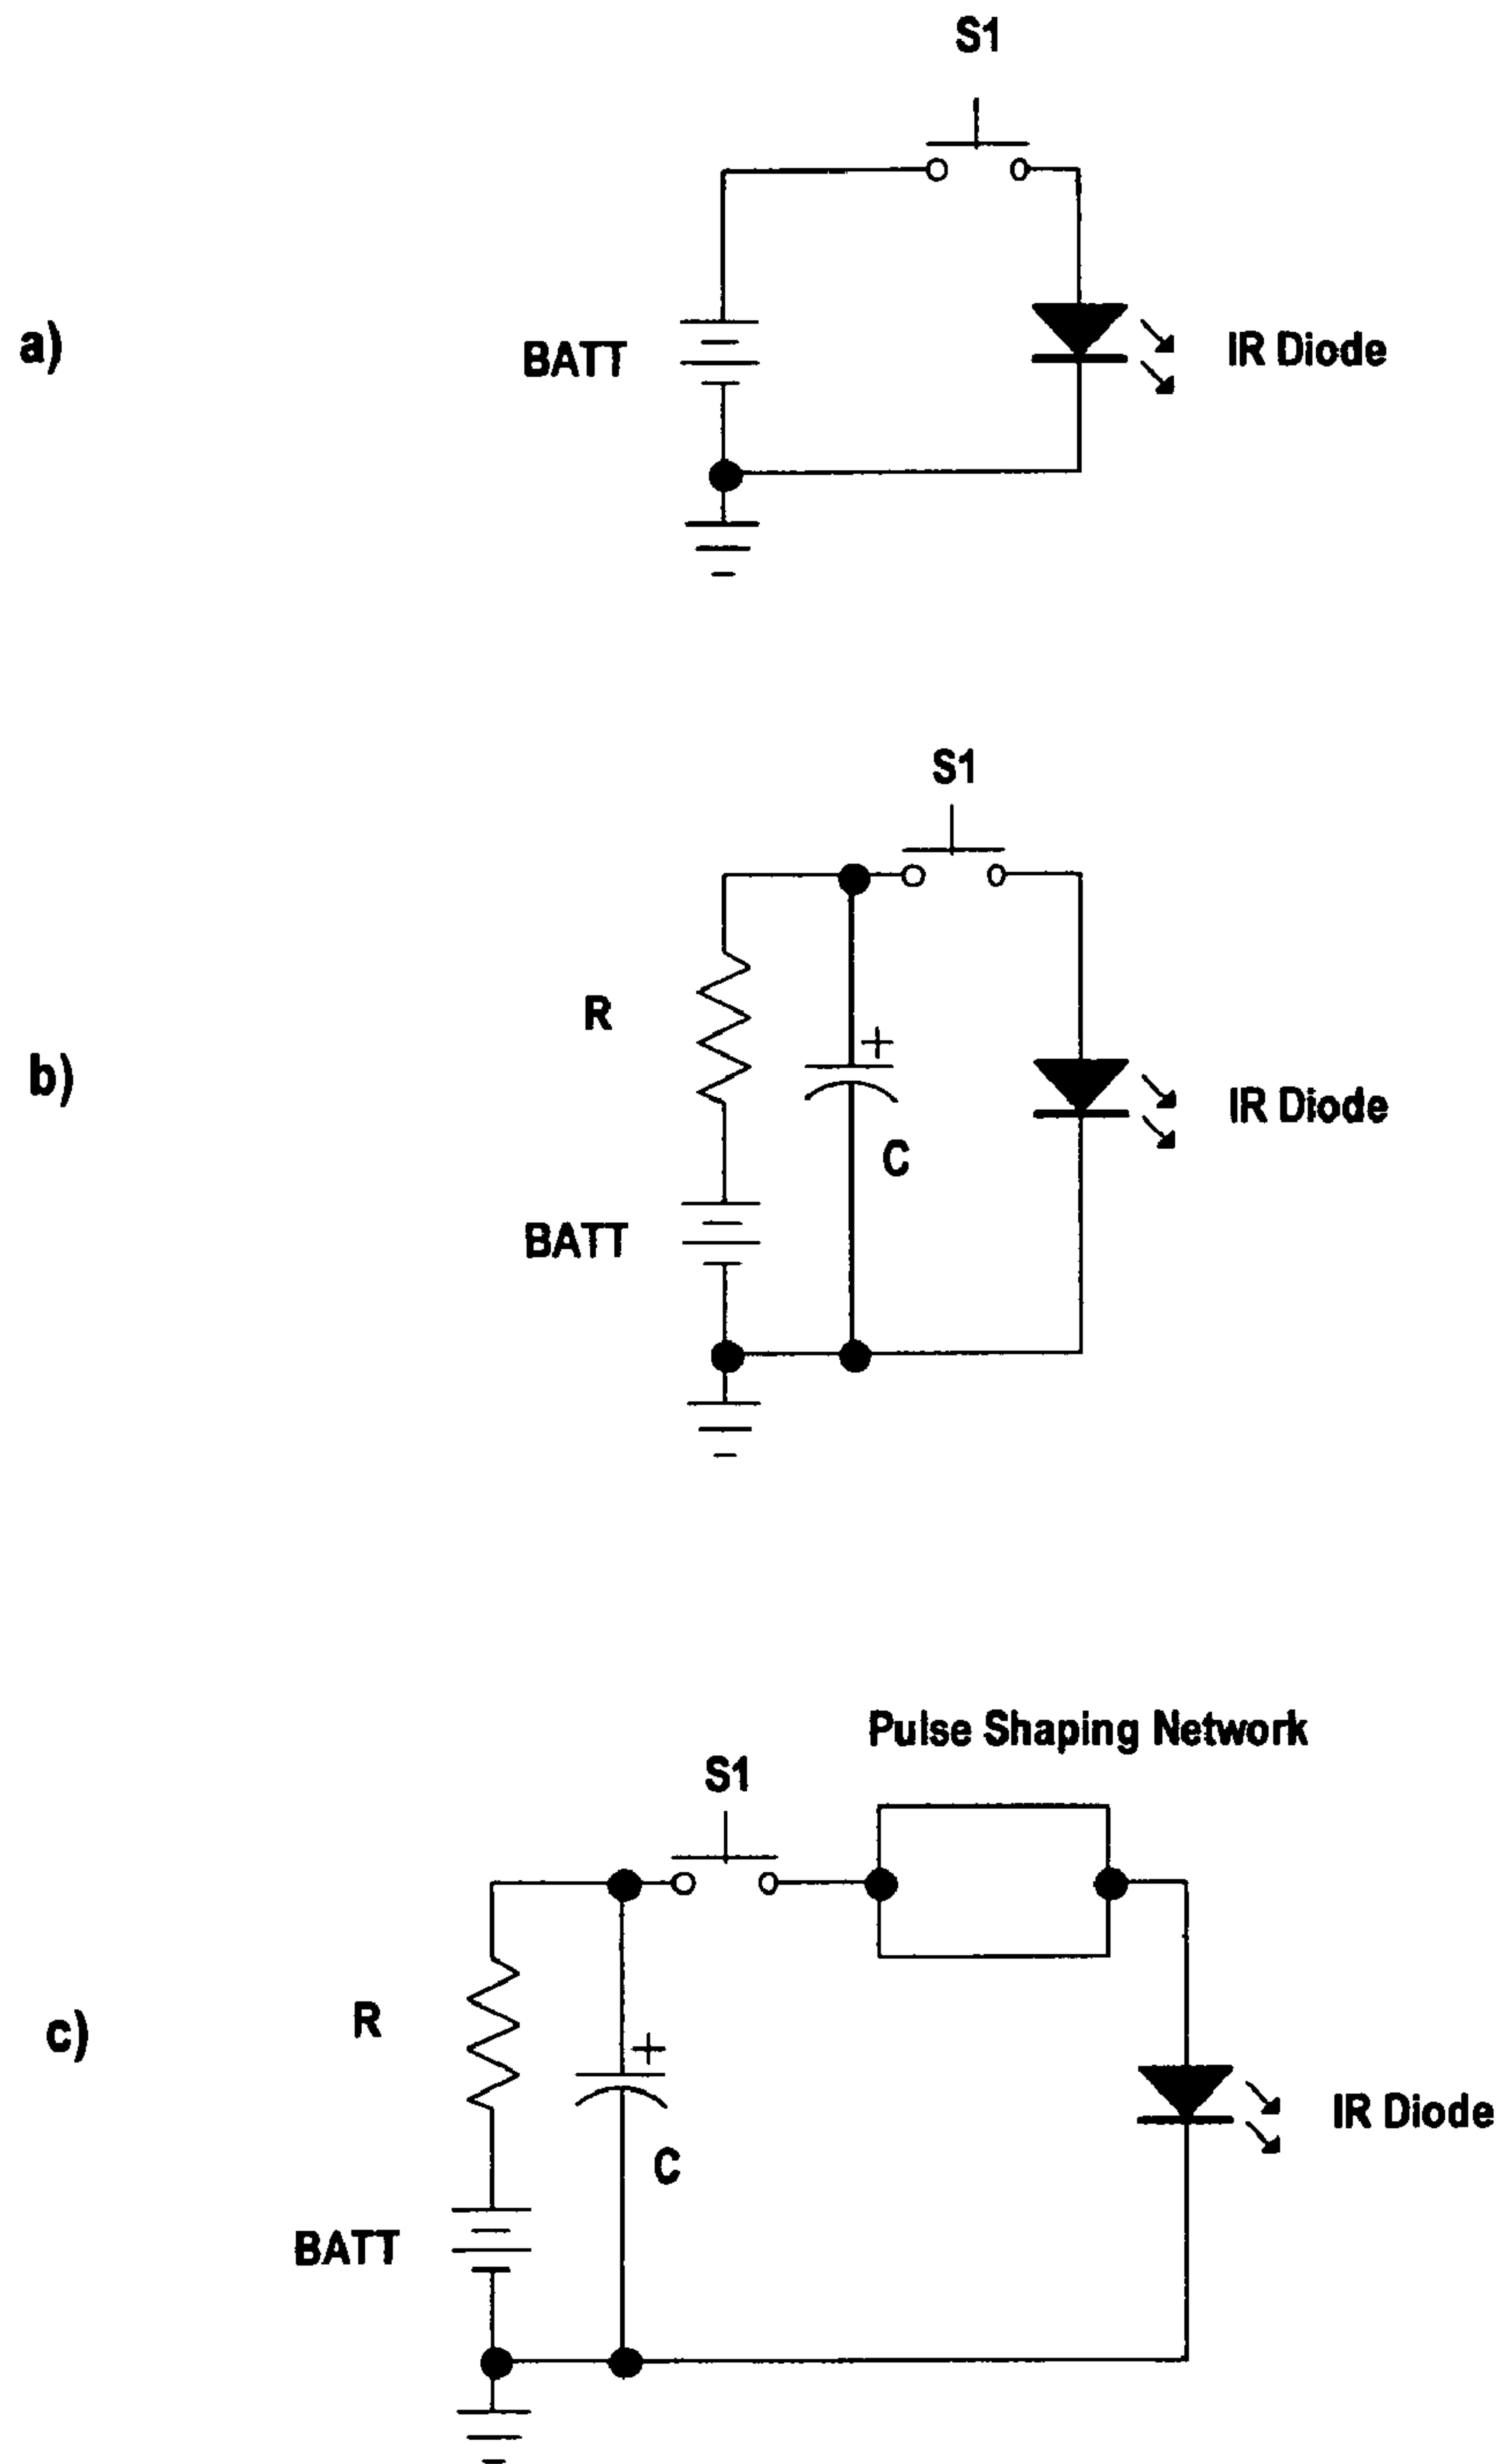 S1
a)
BATT
IR Diode
S1
R
b)
+
C
IR Diode
BATT
Pulse Shaping Network
S1
R
c)
+
C
IR Diode
BATT